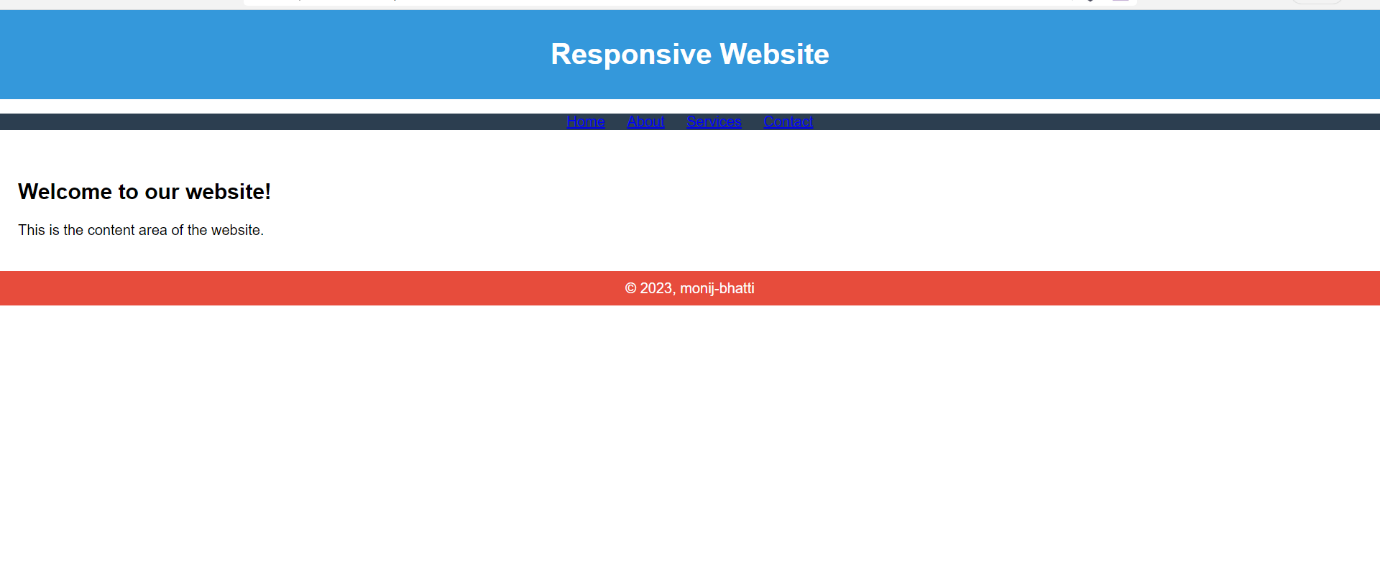 Responsive Website
Home About Services Contact
Welcome to our website!
This is the content area of the website.
© 2023, monij-bhatti